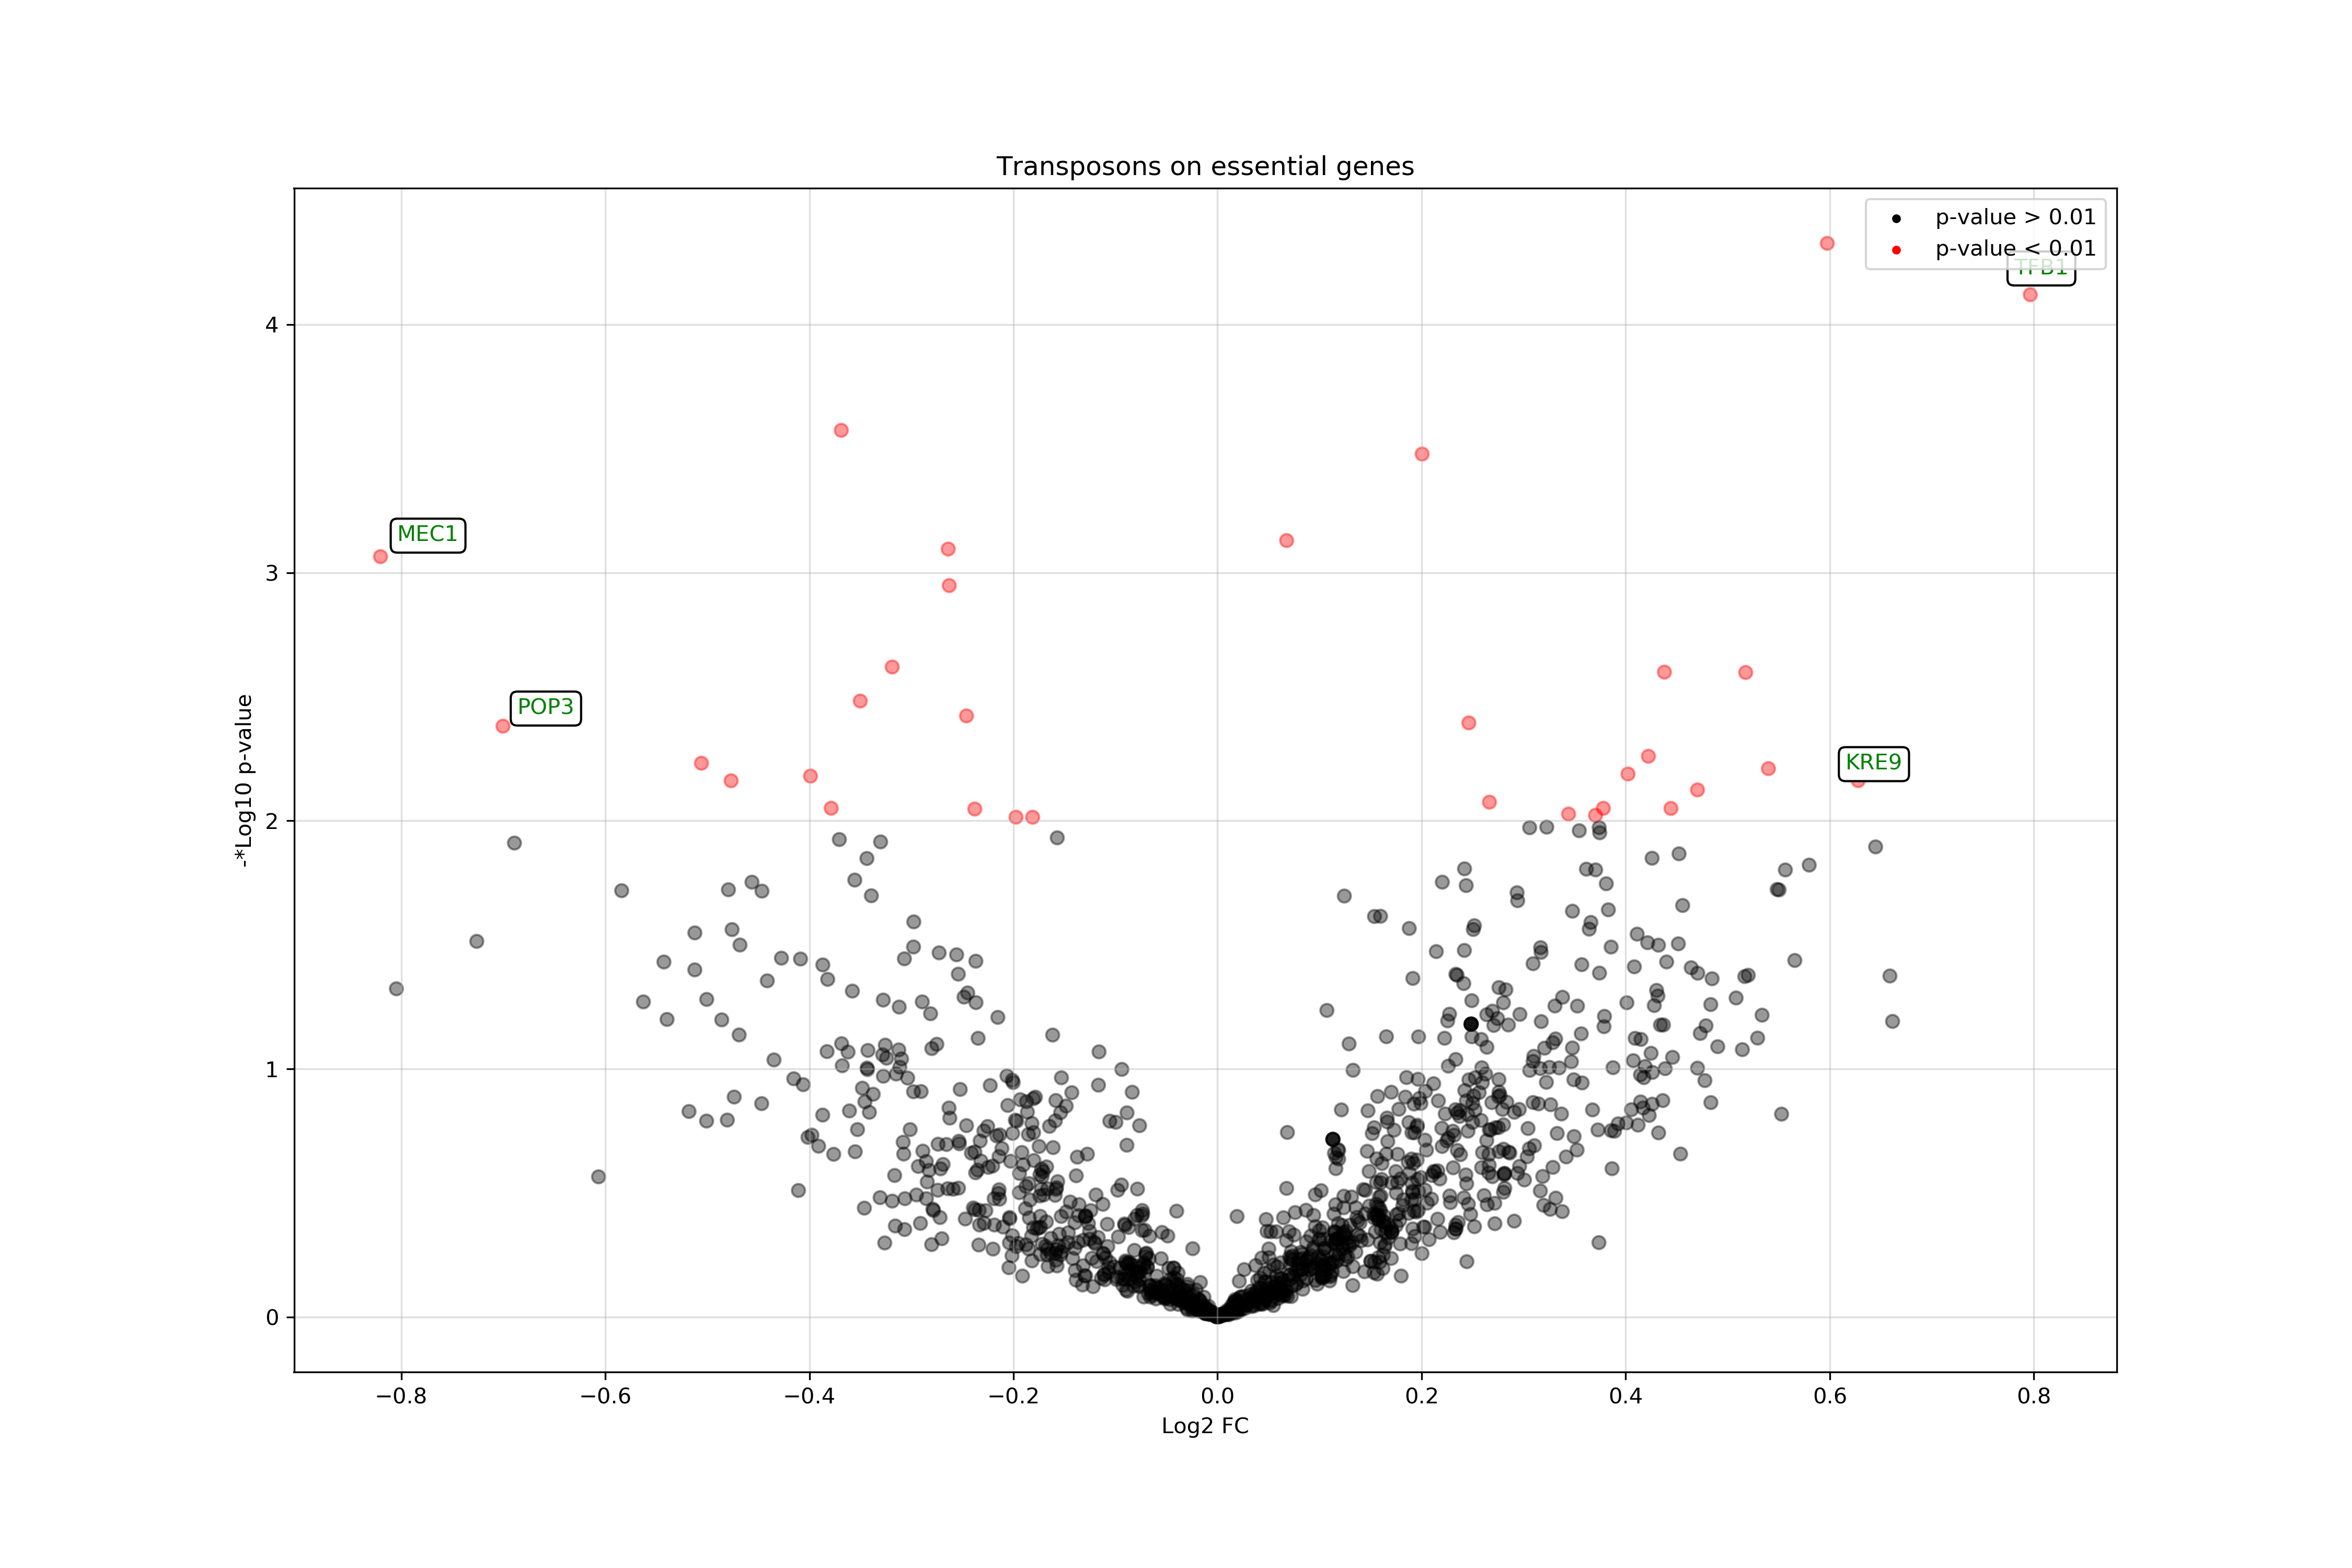 Transposons on essential genes
p-value > 0.01
p-value < 0.01
TFB1
MEC1
POP3
KRE9
4
3
2
1
0
-*Log10 p-value
−0.8 −0.6 −0.4 −0.2 0.0 0.2 0.4 0.6 0.8
Log2 FC